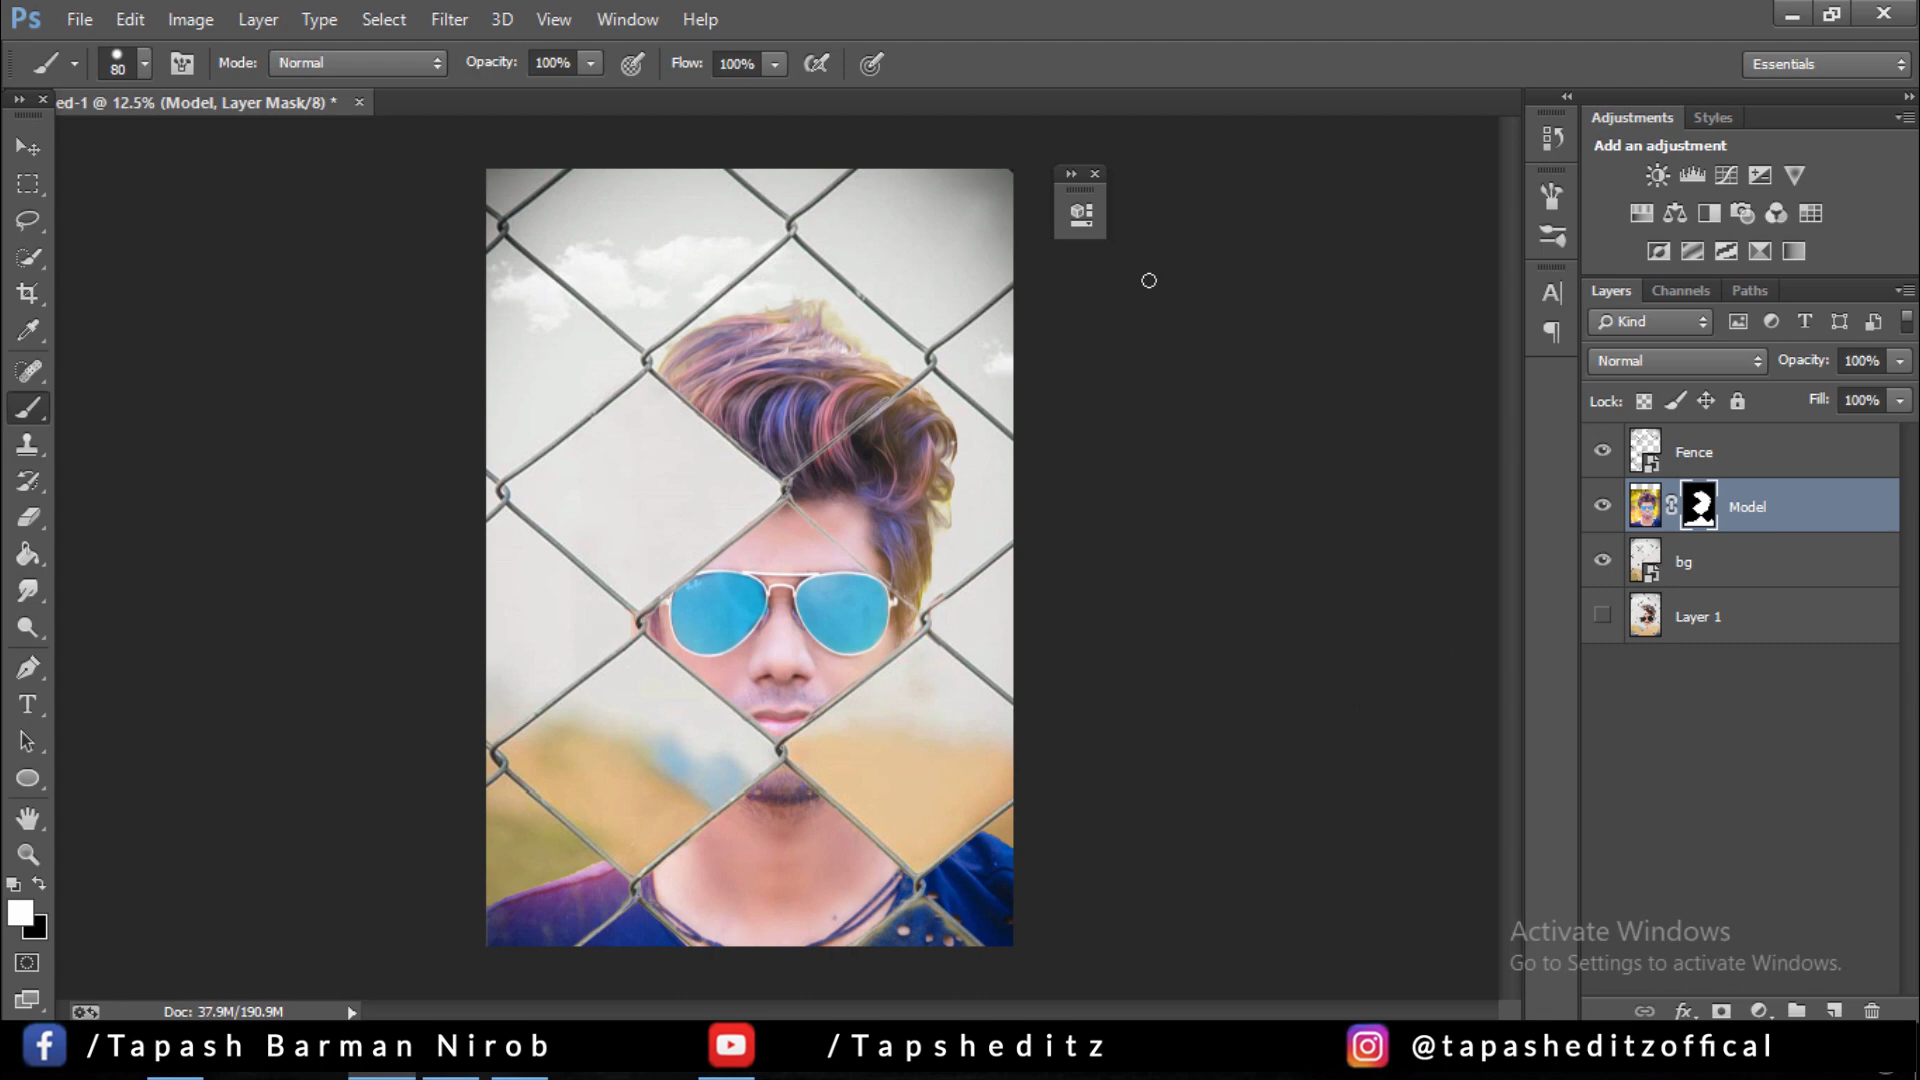 Ps File Edit Image Layer Type Select Filter 3D View Window Help
80 Mode: Normal Opacity: 100% Flow: 100% Essentials
ed-1 @ 12.5% (Model, Layer Mask/8) *
Adjustments Styles
Add an adjustment
Layers Channels Paths
Kind
Normal Opacity: 100%
Lock: Fill: 100%
Fence
Model
bg
Layer 1
Activate Windows
Go to Settings to activate Windows.
Doc: 37.9M/190.9M
/Tapash Barman Nirob /Tapsheditz @tapasheditzoffical